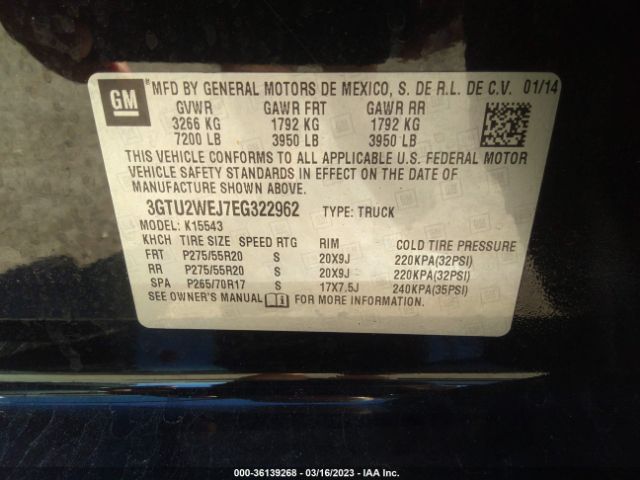 GM
MFD BY GENERAL MOTORS DE MEXICO, S. DE R.L. DE C.V. 01/14
GVWR GAWR FRT GAWR RR
3266 KG 1792 KG 1792 KG
7200 LB 3950 LB 3950 LB
THIS VEHICLE CONFORMS TO ALL APPLICABLE U.S. FEDERAL MOTOR
VEHICLE SAFETY STANDARDS IN EFFECT ON THE DATE OF
MANUFACTURE SHOWN ABOVE.
3GTU2WEJ7EG322962 TYPE: TRUCK
MODEL: K15543
KHCH TIRE SIZE SPEED RTG RIM COLD TIRE PRESSURE
FRT P275/55R20 S 20X9J 220KPA(32PSI)
RR P275/55R20 S 20X9J 220KPA(32PSI)
SPA P265/70R17 S 17X7.5J 240KPA(35PSI)
SEE OWNER'S MANUAL FOR MORE INFORMATION.
000-36139268 - 03/16/2023 - IAA Inc.